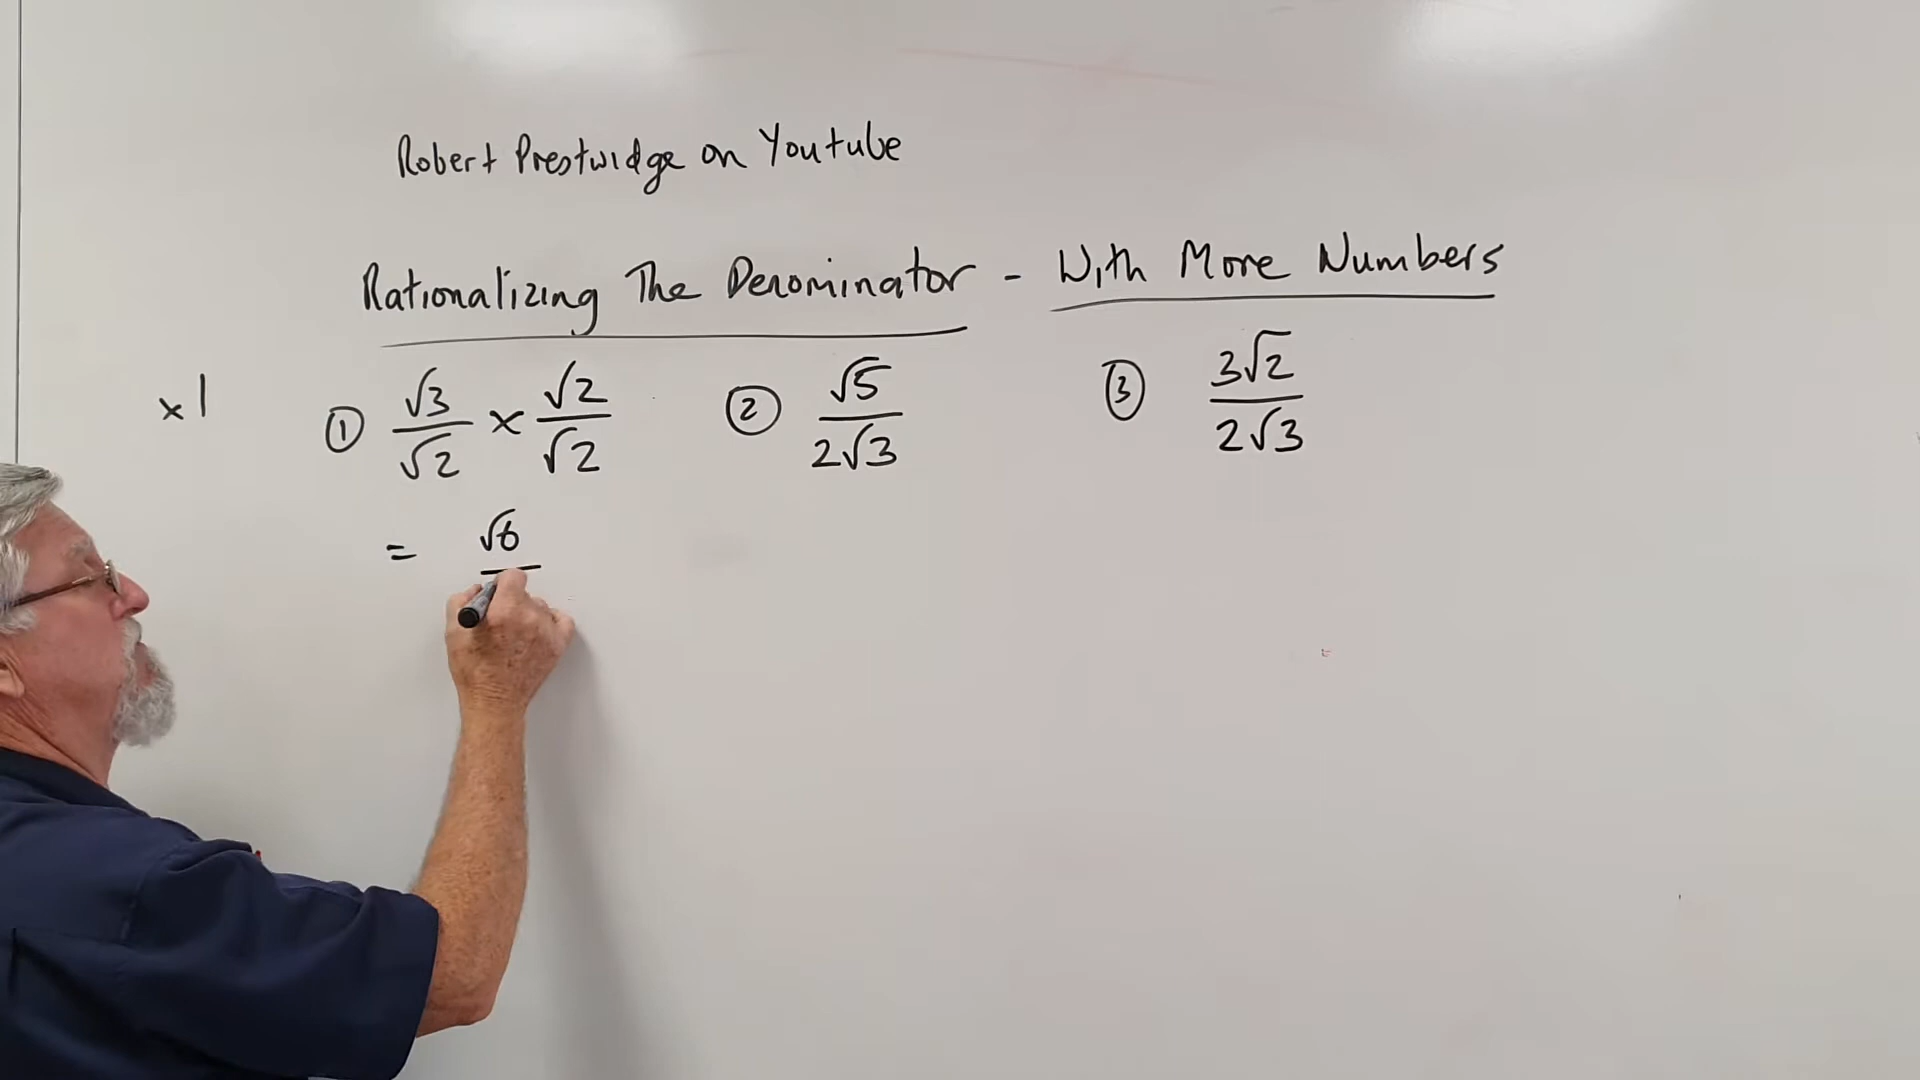 Robert Prestwidge on Youtube
Rationalizing The Denominator - With More Numbers
x1
① √3/√2 × √2/√2
② √5/2√3
③ 3√2/2√3
= √6